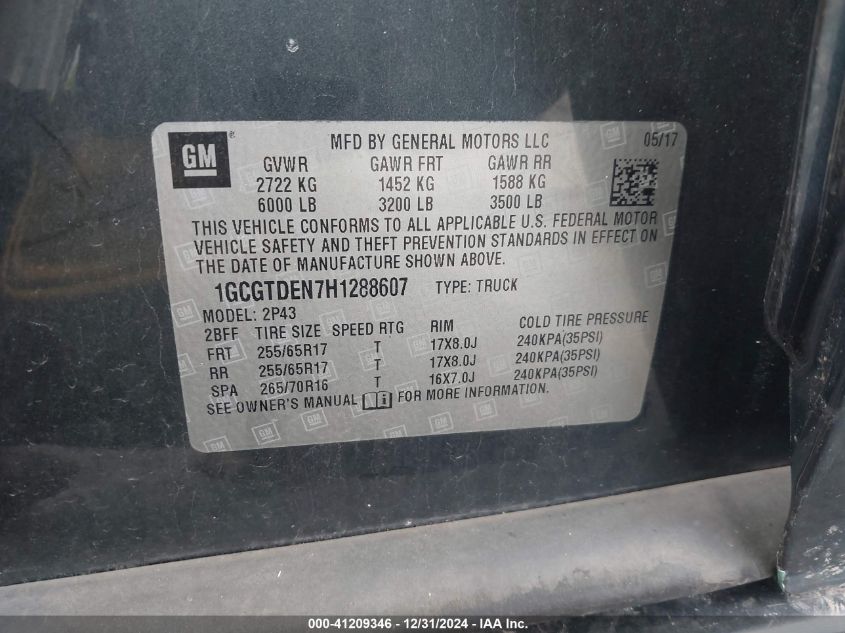 GM ®
MFD BY GENERAL MOTORS LLC 05/17
GVWR GAWR FRT GAWR RR
2722 KG 1452 KG 1588 KG
6000 LB 3200 LB 3500 LB
THIS VEHICLE CONFORMS TO ALL APPLICABLE U.S. FEDERAL MOTOR
VEHICLE SAFETY AND THEFT PREVENTION STANDARDS IN EFFECT ON
THE DATE OF MANUFACTURE SHOWN ABOVE.
1GCGTDEN7H1288607 TYPE: TRUCK
MODEL: 2P43
2BFF TIRE SIZE SPEED RTG RIM COLD TIRE PRESSURE
FRT 255/65R17 T 17X8.0J 240KPA(35PSI)
RR 255/65R17 T 17X8.0J 240KPA(35PSI)
SPA 265/70R16 T 16X7.0J 240KPA(35PSI)
SEE OWNER'S MANUAL i FOR MORE INFORMATION.
000-41209346 - 12/31/2024 - IAA Inc.